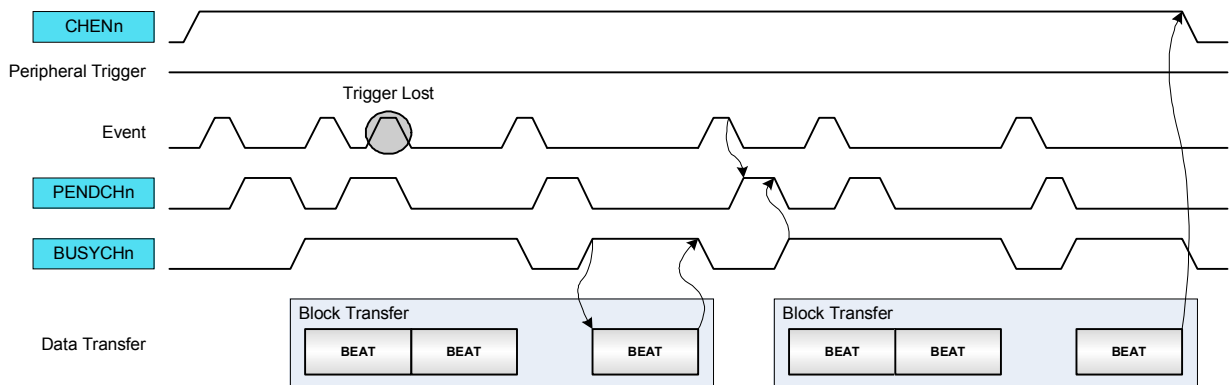 CHENn
Peripheral Trigger
Trigger Lost
Event
PENDCHn
BUSYCHn
Block Transfer
Block Transfer
Data Transfer
BEAT
BEAT
BEAT
BEAT
BEAT
BEAT